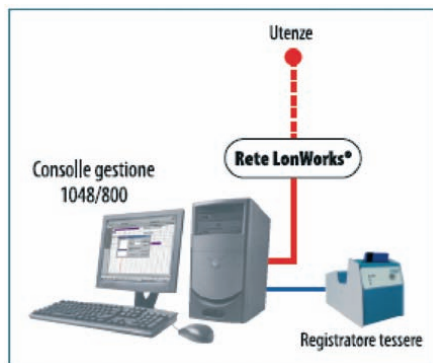 Utenze
Rete LonWorks®
Consolle gestione
1048/800
Registratore tessere